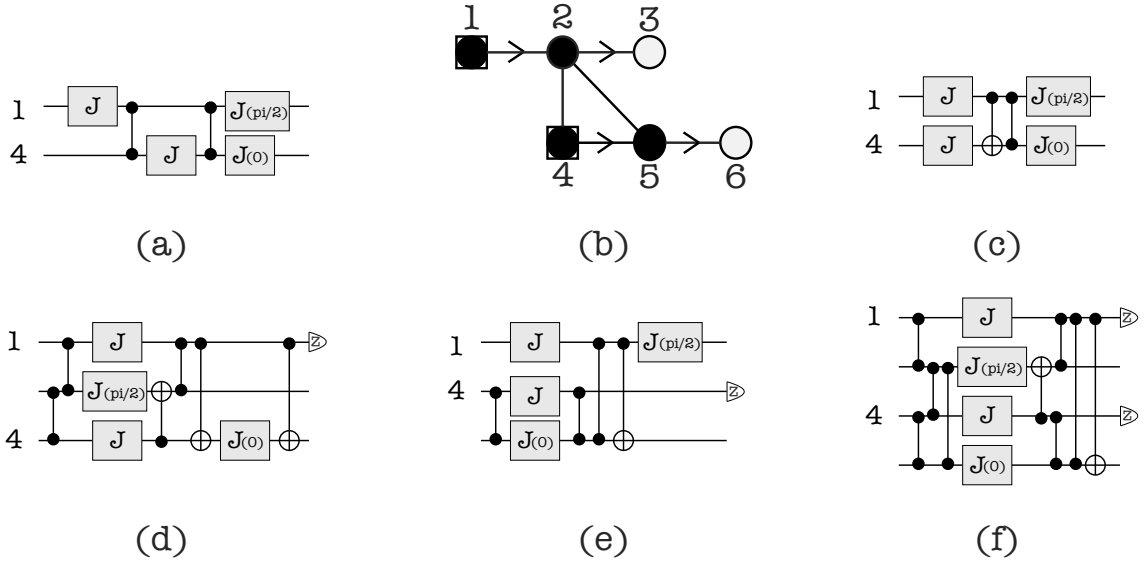 1 J J(pi/2)
4 J J(0)
(a)
1 2 3
4 5 6
(b)
1 J J(pi/2)
4 J J(0)
(c)
1 J Z
J(pi/2)
4 J J(0)
(d)
1 J J(pi/2)
4 J Z
J(0)
(e)
1 J Z
J(pi/2)
4 J Z
J(0)
(f)